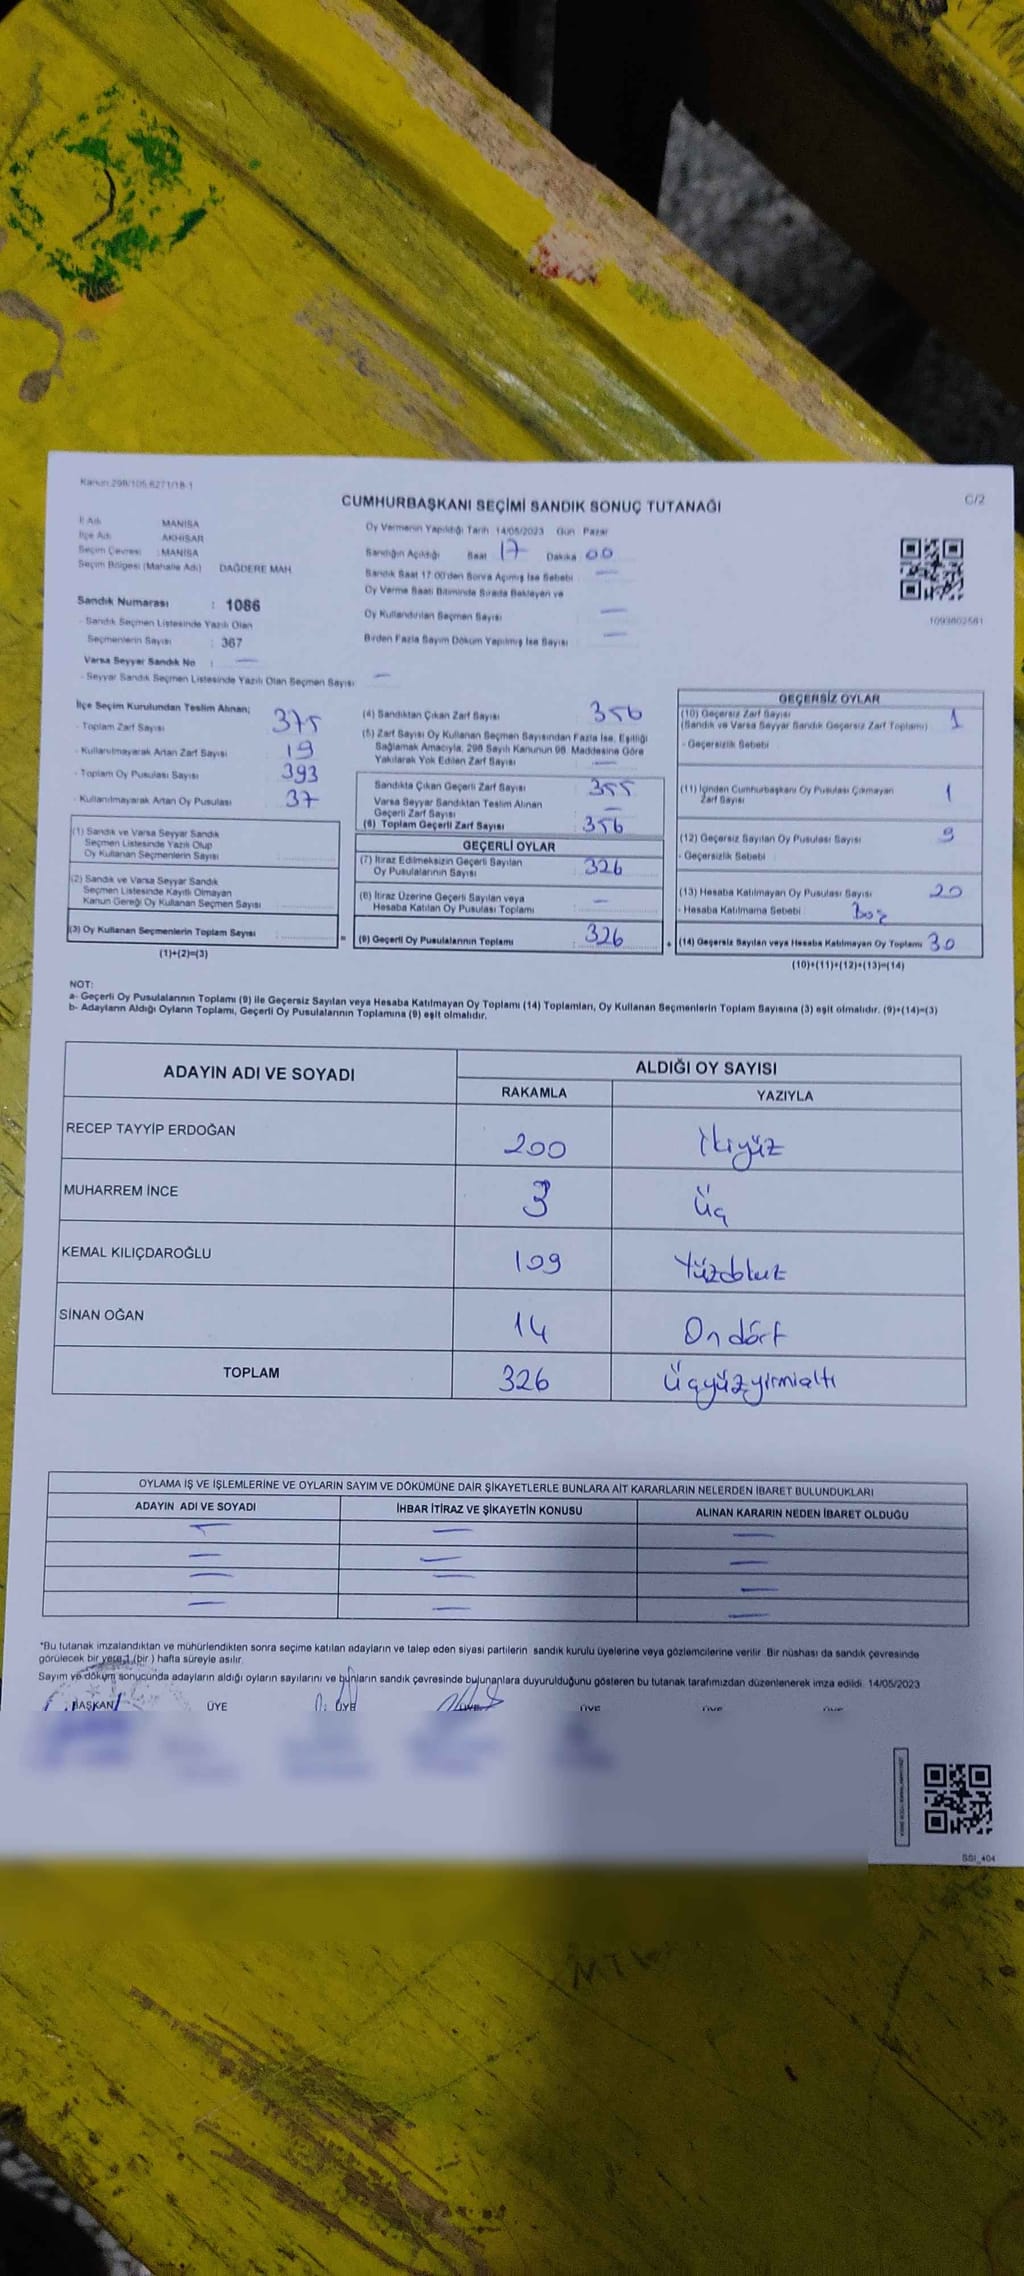 Kanun:298/105,6271/18-1
C/2
CUMHURBAŞKANI SEÇİMİ SANDIK SONUÇ TUTANAĞI
İl Adı : MANİSA
İlçe Adı : AKHİSAR
Seçim Çevresi : MANİSA
Seçim Bölgesi (Mahalle Adı) DAĞDERE MAH.
Sandık Numarası : 1086
- Sandık Seçmen Listesinde Yazılı Olan
Seçmenlerin Sayısı : 367
Varsa Seyyar Sandık No : —
- Seyyar Sandık Seçmen Listesinde Yazılı Olan Seçmen Sayısı : —
Oy Vermenin Yapıldığı Tarih 14/05/2023 Gün Pazar
Sandığın Açıldığı Saat 17 Dakika 00
Sandık Saat 17:00'den Sonra Açılmış İse Sebebi : —
Oy Verme Saati Bitiminde Sırada Bekleyen ve
Oy Kullandırılan Seçmen Sayısı : —
Birden Fazla Sayım Döküm Yapılmış İse Sayısı : —
1093802581
İlçe Seçim Kurulundan Teslim Alınan;
- Toplam Zarf Sayısı : 375
- Kullanılmayarak Artan Zarf Sayısı : 19
- Toplam Oy Pusulası Sayısı : 393
- Kullanılmayarak Artan Oy Pusulası : 37
(1) Sandık ve Varsa Seyyar Sandık
Seçmen Listesinde Yazılı Olup
Oy Kullanan Seçmenlerin Sayısı :
(2) Sandık ve Varsa Seyyar Sandık
Seçmen Listesinde Kayıtlı Olmayan
Kanun Gereği Oy Kullanan Seçmen Sayısı :
(3) Oy Kullanan Seçmenlerin Toplam Sayısı :
(1)+(2)=(3)
(4) Sandıktan Çıkan Zarf Sayısı : 356
(5) Zarf Sayısı Oy Kullanan Seçmen Sayısından Fazla İse, Eşitliği
Sağlamak Amacıyla, 298 Sayılı Kanunun 98. Maddesine Göre
Yakılarak Yok Edilen Zarf Sayısı : —
Sandıkta Çıkan Geçerli Zarf Sayısı : 355
Varsa Seyyar Sandıktan Teslim Alınan
Geçerli Zarf Sayısı : —
(6) Toplam Geçerli Zarf Sayısı : 356
GEÇERLİ OYLAR
(7) İtiraz Edilmeksizin Geçerli Sayılan
Oy Pusulalarının Sayısı : 326
(8) İtiraz Üzerine Geçerli Sayılan veya
Hesaba Katılan Oy Pusulası Toplamı : —
= (9) Geçerli Oy Pusulalarının Toplamı : 326
GEÇERSİZ OYLAR
(10) Geçersiz Zarf Sayısı
(Sandık ve Varsa Seyyar Sandık Geçersiz Zarf Toplamı) : 1
- Geçersizlik Sebebi :
(11) İçinden Cumhurbaşkanı Oy Pusulası Çıkmayan
Zarf Sayısı : 1
(12) Geçersiz Sayılan Oy Pusulası Sayısı : 9
- Geçersizlik Sebebi :
(13) Hesaba Katılmayan Oy Pusulası Sayısı : 20
- Hesaba Katılmama Sebebi : Boş
+ (14) Geçersiz Sayılan veya Hesaba Katılmayan Oy Toplamı : 30
(10)+(11)+(12)+(13)=(14)
NOT:
a- Geçerli Oy Pusulalarının Toplamı (9) ile Geçersiz Sayılan veya Hesaba Katılmayan Oy Toplamı (14) Toplamları, Oy Kullanan Seçmenlerin Toplam Sayısına (3) eşit olmalıdır. (9)+(14)=(3)
b- Adayların Aldığı Oyların Toplamı, Geçerli Oy Pusulalarının Toplamına (9) eşit olmalıdır.
ADAYIN ADI VE SOYADI ALDIĞI OY SAYISI
RAKAMLA YAZIYLA
RECEP TAYYİP ERDOĞAN 200 İkiyüz
MUHARREM İNCE 3 Üç
KEMAL KILIÇDAROĞLU 109 Yüzdokuz
SİNAN OĞAN 14 On dört
TOPLAM 326 Üçyüzyirmialtı
OYLAMA İŞ VE İŞLEMLERİNE VE OYLARIN SAYIM VE DÖKÜMÜNE DAİR ŞİKAYETLERLE BUNLARA AİT KARARLARIN NELERDEN İBARET BULUNDUKLARI
ADAYIN ADI VE SOYADI İHBAR İTİRAZ VE ŞİKAYETİN KONUSU ALINAN KARARIN NEDEN İBARET OLDUĞU
— — —
— — —
— — —
— — —
*Bu tutanak imzalandıktan ve mühürlendikten sonra seçime katılan adayların ve talep eden siyasi partilerin sandık kurulu üyelerine veya gözlemcilerine verilir. Bir nüshası da sandık çevresinde
görülecek bir yere 1 (bir ) hafta süreyle asılır.
Sayım ve döküm sonucunda adayların aldığı oyların sayılarını ve bunların sandık çevresinde bulunanlara duyurulduğunu gösteren bu tutanak tarafımızdan düzenlenerek imza edildi. 14/05/2023
BAŞKAN ÜYE ÜYE ÜYE ÜYE ÜYE ÜYE
SSI_404